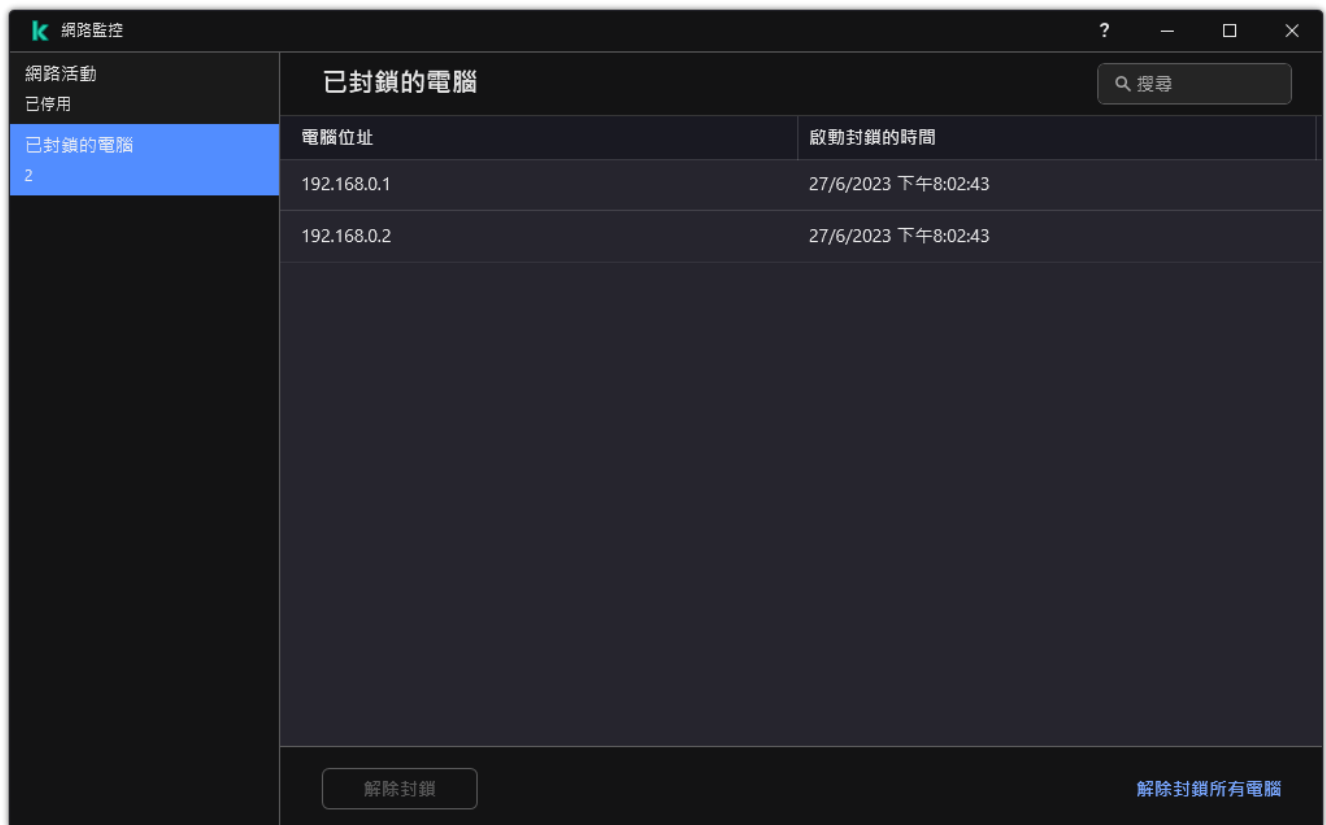 網路監控
?
網路活動
已停用
已封鎖的電腦
2
已封鎖的電腦
搜尋
電腦位址 啟動封鎖的時間
192.168.0.1 27/6/2023 下午8:02:43
192.168.0.2 27/6/2023 下午8:02:43
解除封鎖 解除封鎖所有電腦